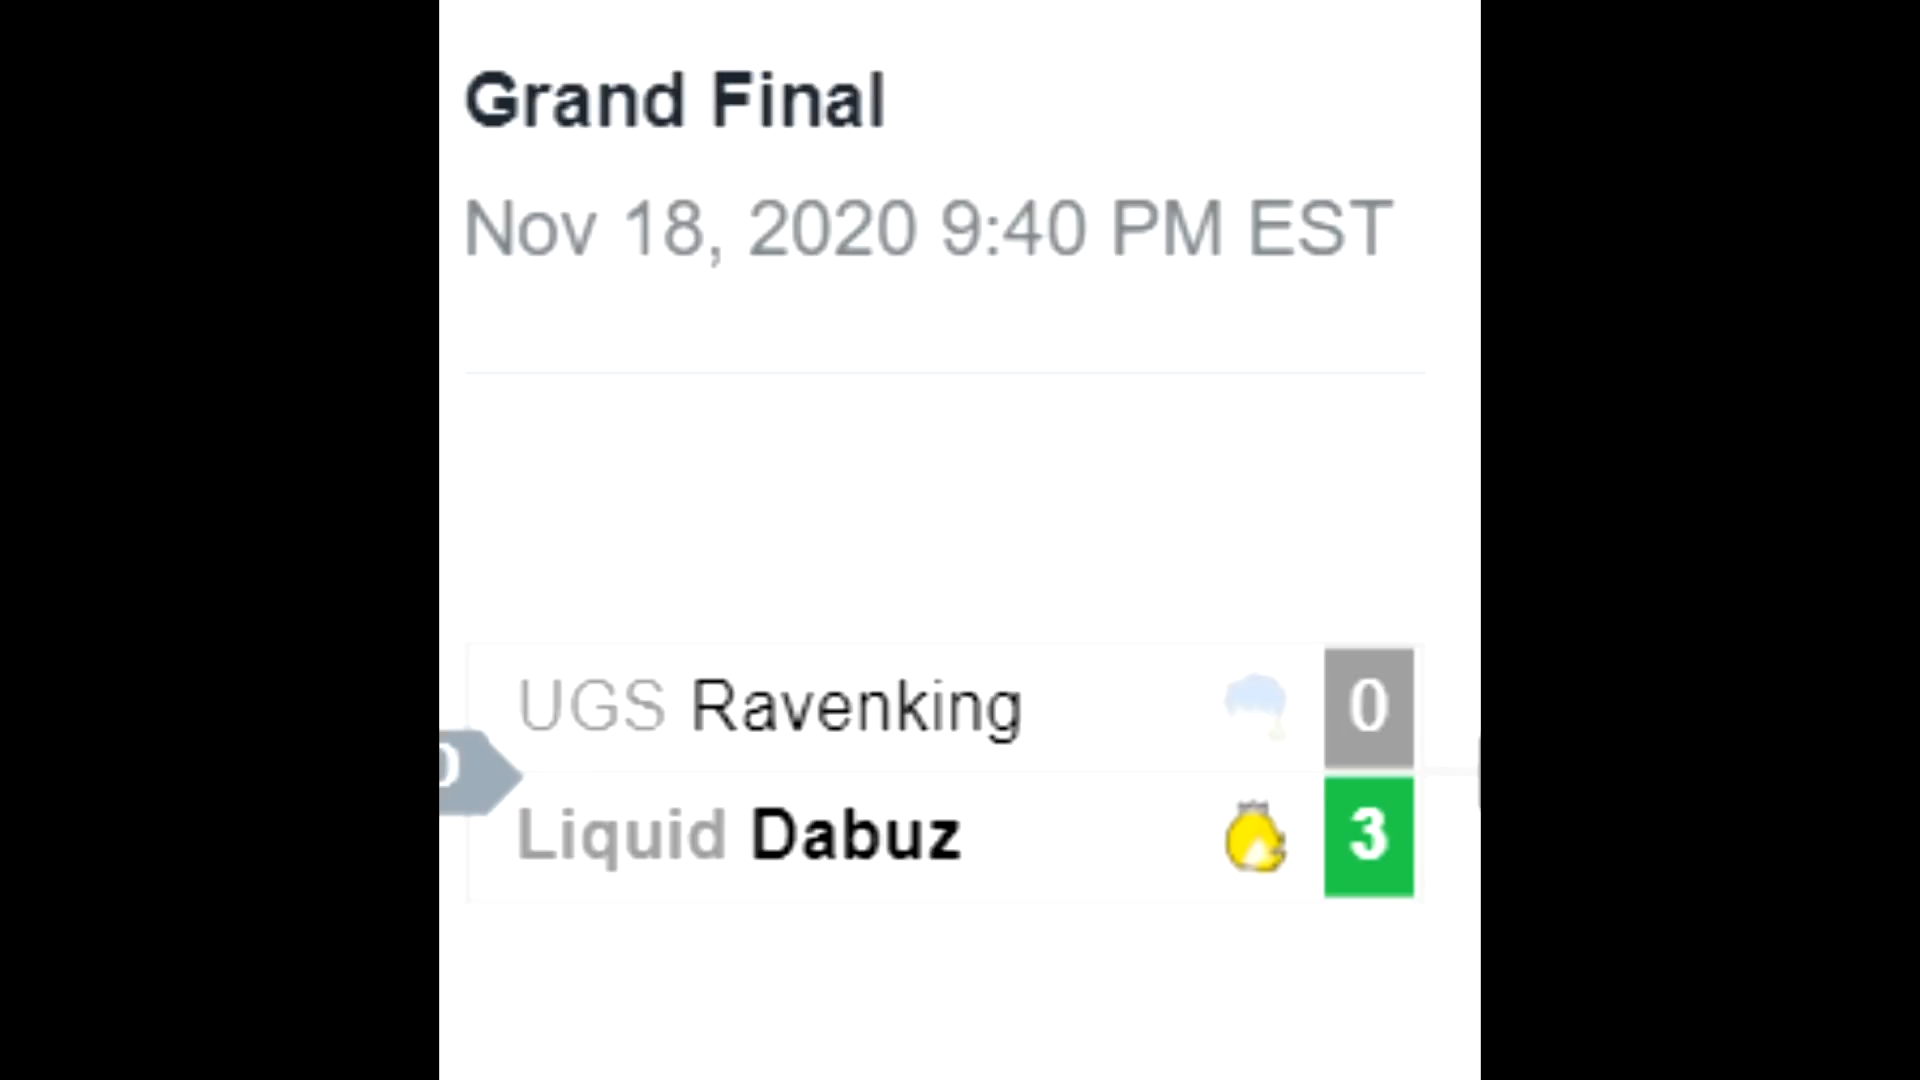 Grand Final
Nov 18, 2020 9:40 PM EST
UGS Ravenking 0
Liquid Dabuz 3